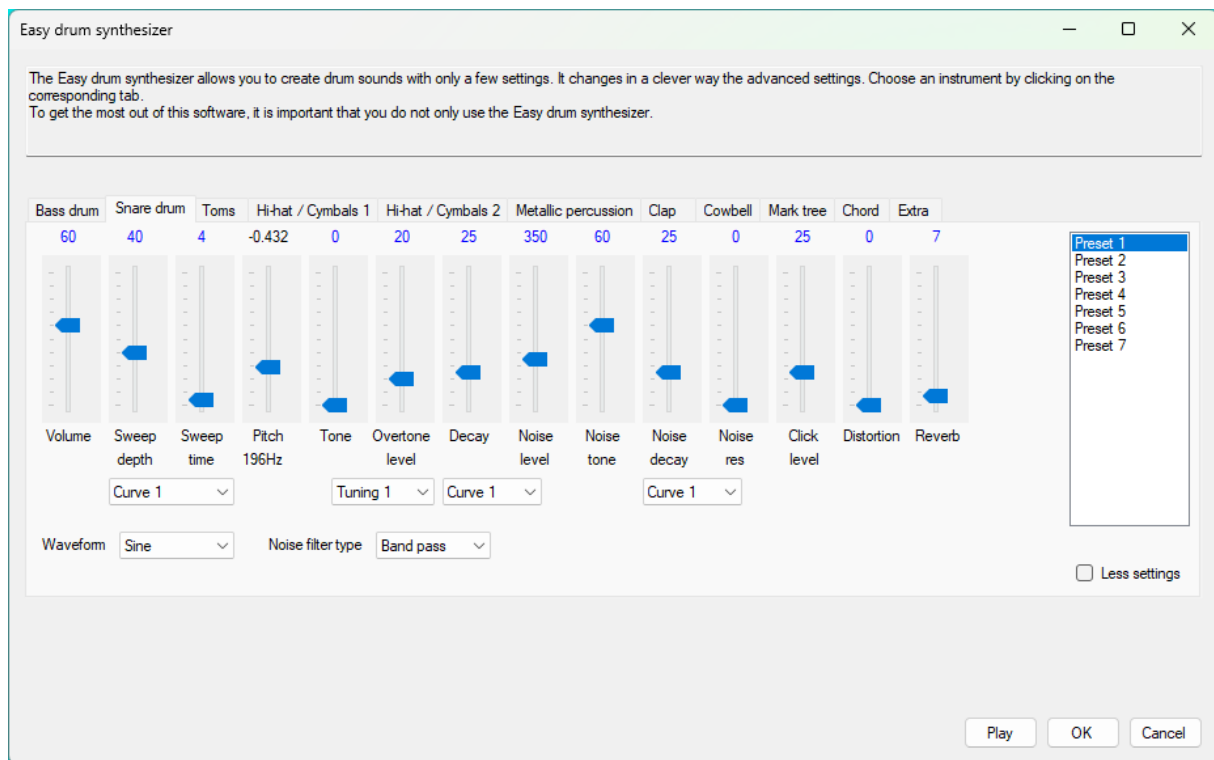 Easy drum synthesizer
The Easy drum synthesizer allows you to create drum sounds with only a few settings. It changes in a clever way the advanced settings. Choose an instrument by clicking on the
corresponding tab.
To get the most out of this software, it is important that you do not only use the Easy drum synthesizer.
Bass drum Snare drum Toms Hi-hat / Cymbals 1 Hi-hat / Cymbals 2 Metallic percussion Clap Cowbell Mark tree Chord Extra
60 40 4 -0.432 0 20 25 350 60 25 0 25 0 7
Volume Sweep Sweep Pitch Tone Overtone Decay Noise Noise Noise Noise Click Distortion Reverb
depth time 196Hz level level tone decay res level
Curve 1 Tuning 1 Curve 1 Curve 1
Waveform Sine Noise filter type Band pass
Preset 1
Preset 2
Preset 3
Preset 4
Preset 5
Preset 6
Preset 7
Less settings
Play OK Cancel